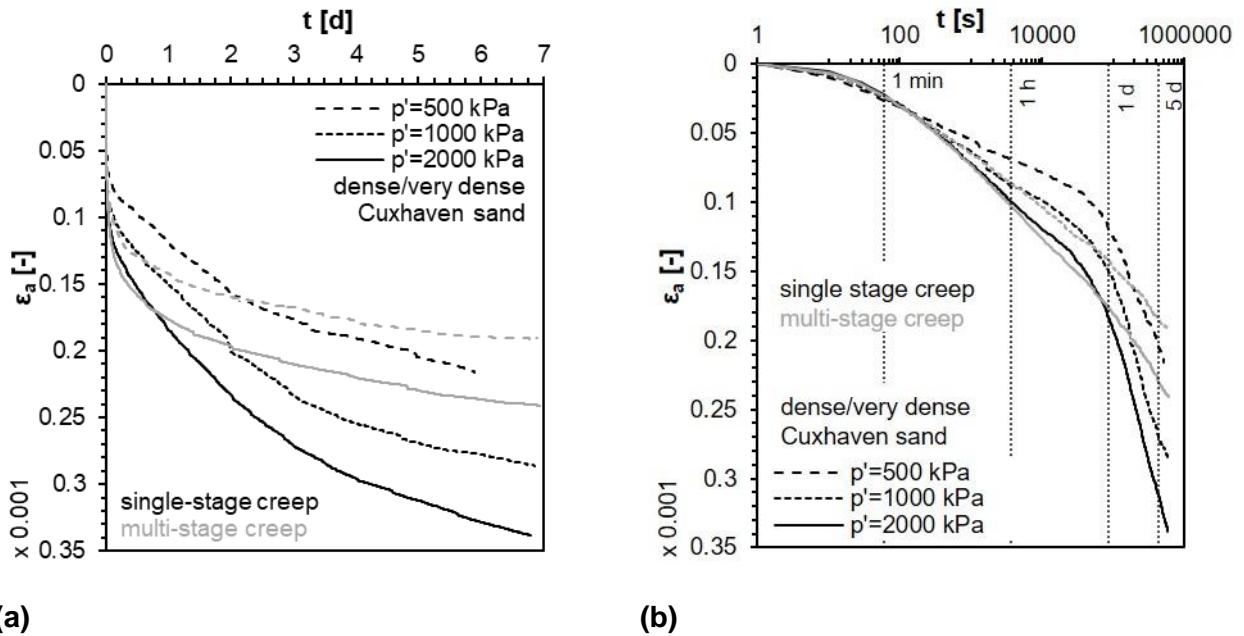 t [d]
0 1 2 3 4 5 6 7
0
0.05
0.1
0.15
0.2
0.25
0.3
0.35
εa [-]
x 0.001
p'=500 kPa
p'=1000 kPa
p'=2000 kPa
dense/very dense
Cuxhaven sand
single-stage creep
multi-stage creep
(a)
t [s]
1 100 10000 1000000
0
0.05
0.1
0.15
0.2
0.25
0.3
0.35
εa [-]
x 0.001
1 min
1 h
1 d
5 d
single stage creep
multi-stage creep
dense/very dense
Cuxhaven sand
p'=500 kPa
p'=1000 kPa
p'=2000 kPa
(b)